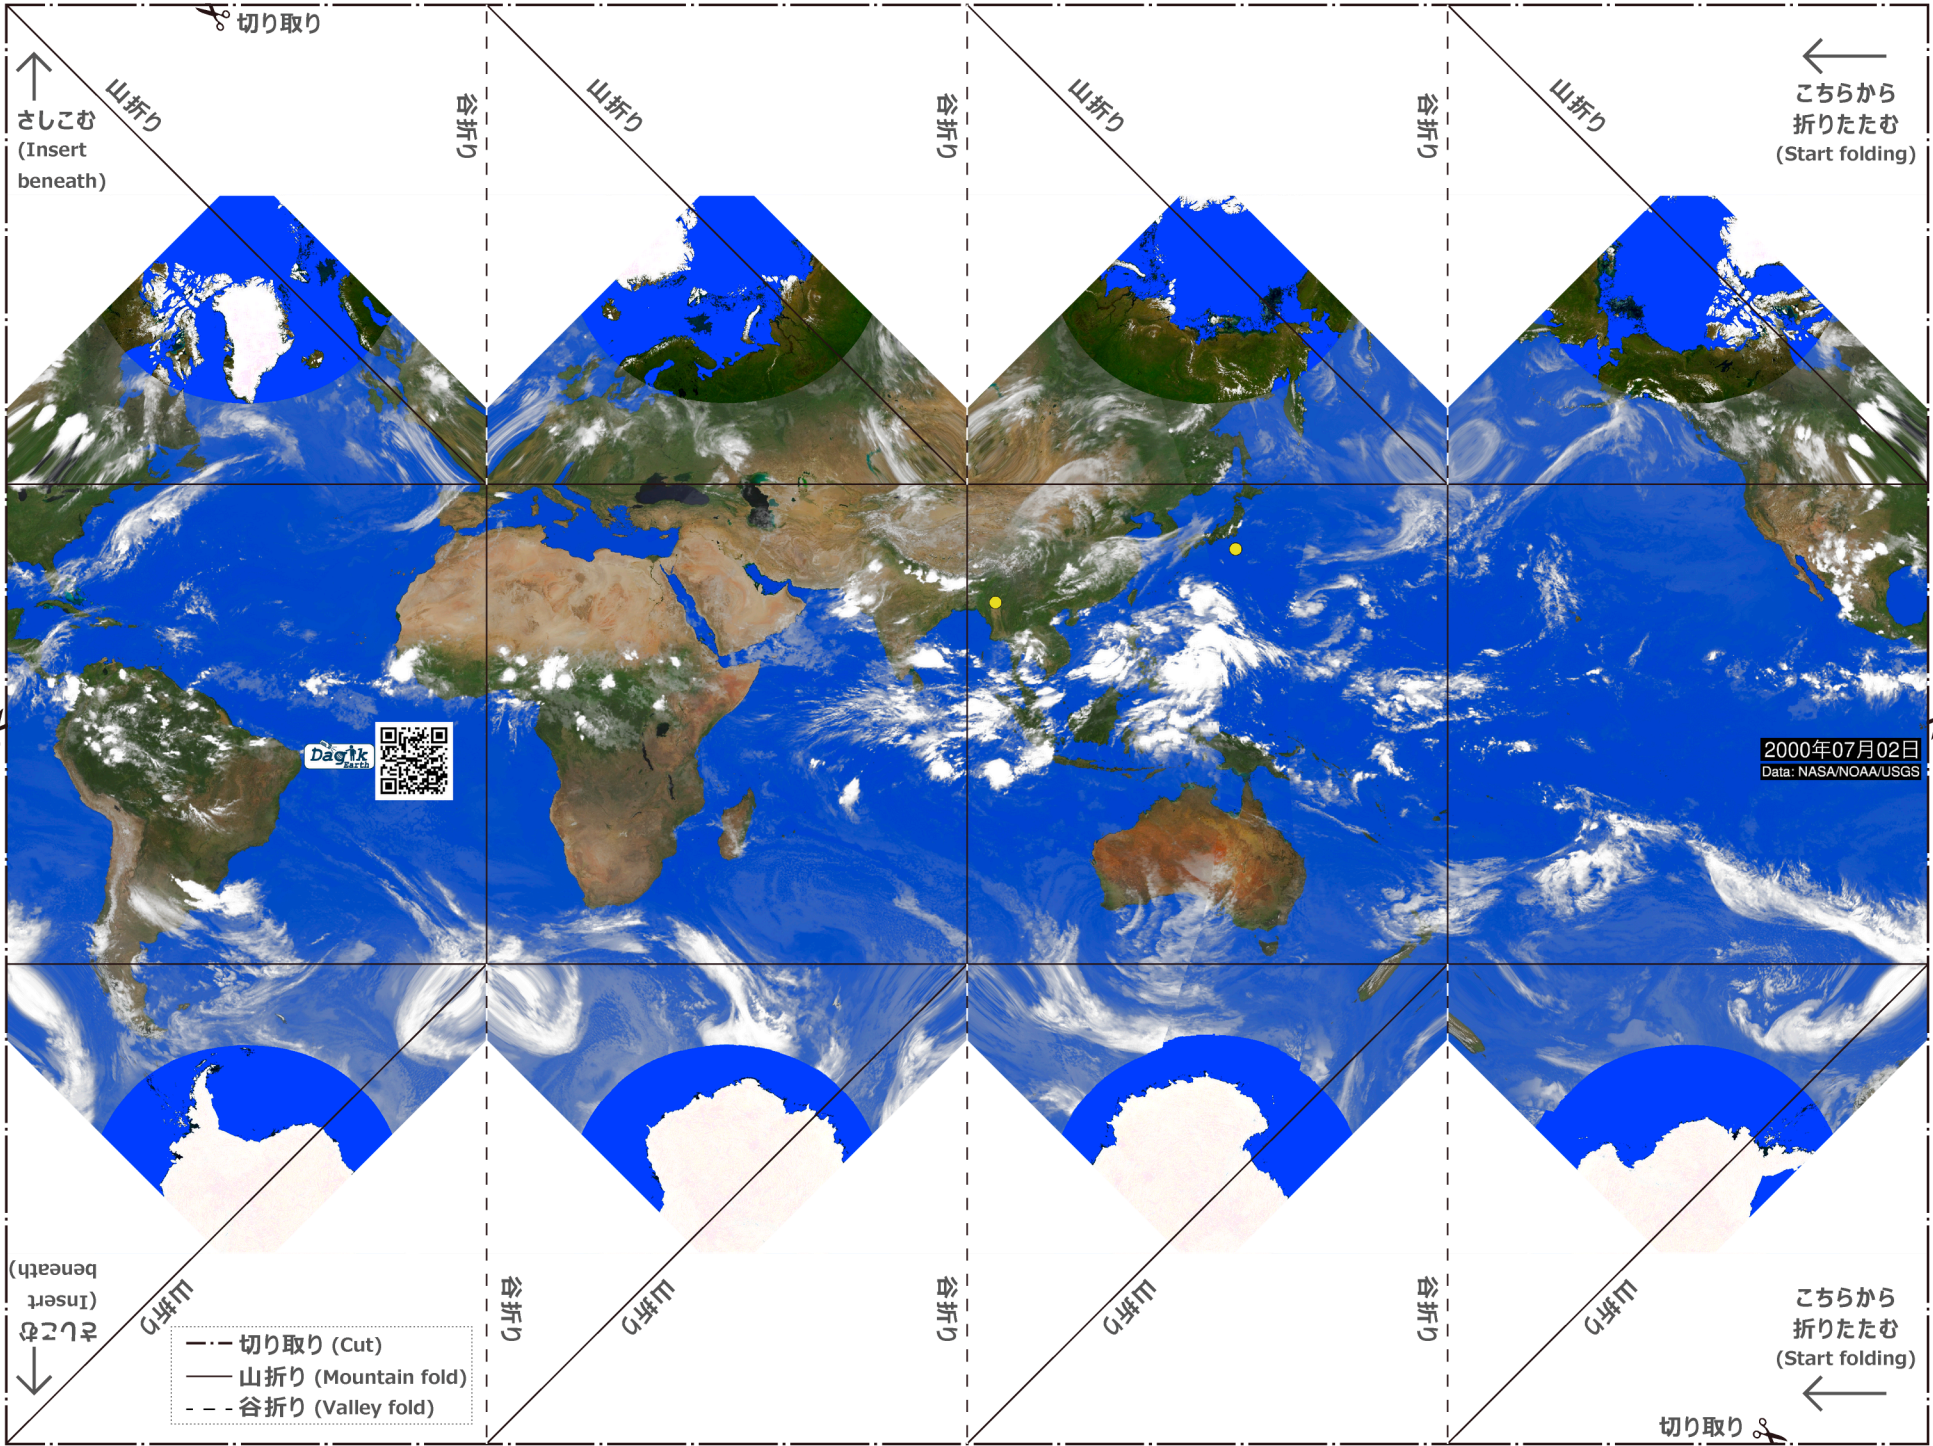 切り取り
さしこむ
(Insert
beneath)
山折り
谷折り
山折り
谷折り
山折り
谷折り
山折り
こちらから
折りたたむ
(Start folding)
Dagik
Earth
2000年07月02日
Data: NASA/NOAA/USGS
さしこむ
(Insert
beneath)
山折り
谷折り
山折り
谷折り
山折り
谷折り
山折り
こちらから
折りたたむ
(Start folding)
切り取り (Cut)
山折り (Mountain fold)
谷折り (Valley fold)
切り取り